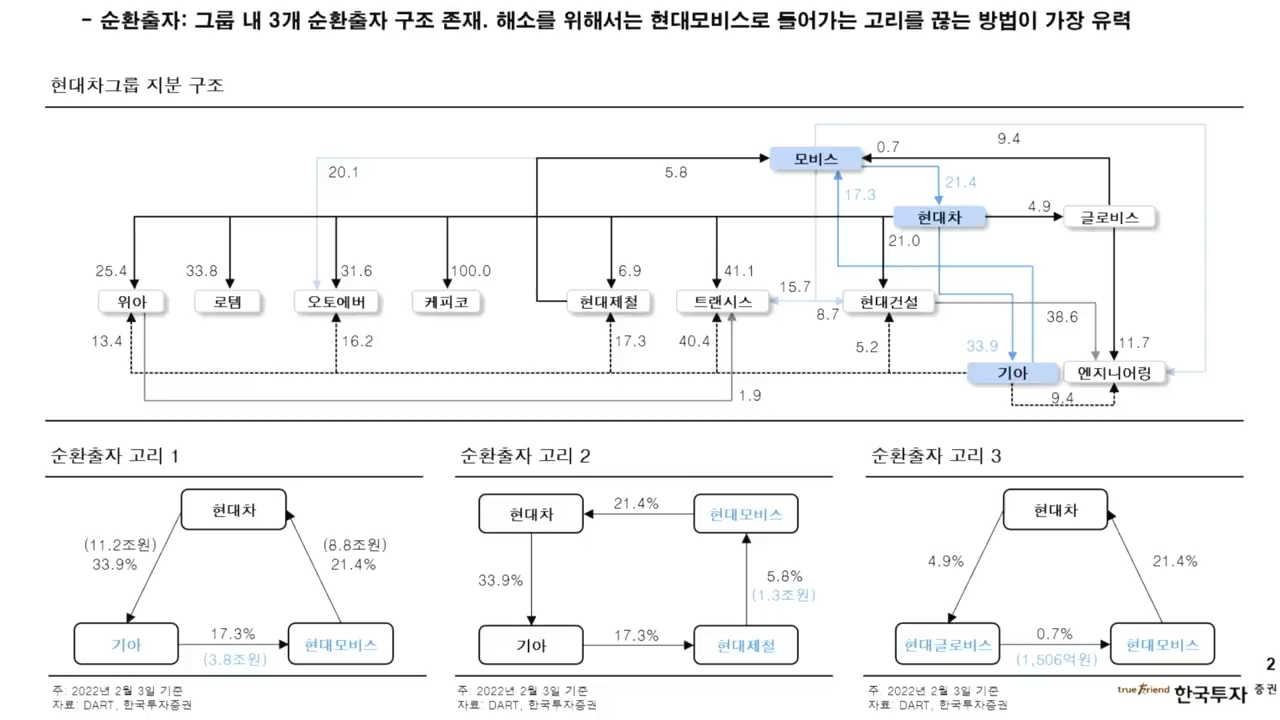 - 순환출자: 그룹 내 3개 순환출자 구조 존재. 해소를 위해서는 현대모비스로 들어가는 고리를 끊는 방법이 가장 유력
현대차그룹 지분 구조
9.4
모비스
0.7
20.1
5.8
17.3
21.4
현대차
4.9
글로비스
21.0
25.4
33.8
31.6
100.0
6.9
41.1
15.7
위아
로템
오토에버
케피코
현대제철
트랜시스
현대건설
8.7
38.6
13.4
16.2
17.3
40.4
5.2
33.9
11.7
기아
엔지니어링
1.9
9.4
순환출자 고리 1
현대차
(11.2조원)
33.9%
(8.8조원)
21.4%
기아
17.3%
(3.8조원)
현대모비스
주: 2022년 2월 3일 기준
자료: DART, 한국투자증권
순환출자 고리 2
현대차
21.4%
현대모비스
33.9%
5.8%
(1.3조원)
기아
17.3%
현대제철
주: 2022년 2월 3일 기준
자료: DART, 한국투자증권
순환출자 고리 3
현대차
4.9%
21.4%
현대글로비스
0.7%
(1,506억원)
현대모비스
주: 2022년 2월 3일 기준
자료: DART, 한국투자증권
2
true friend 한국투자증권